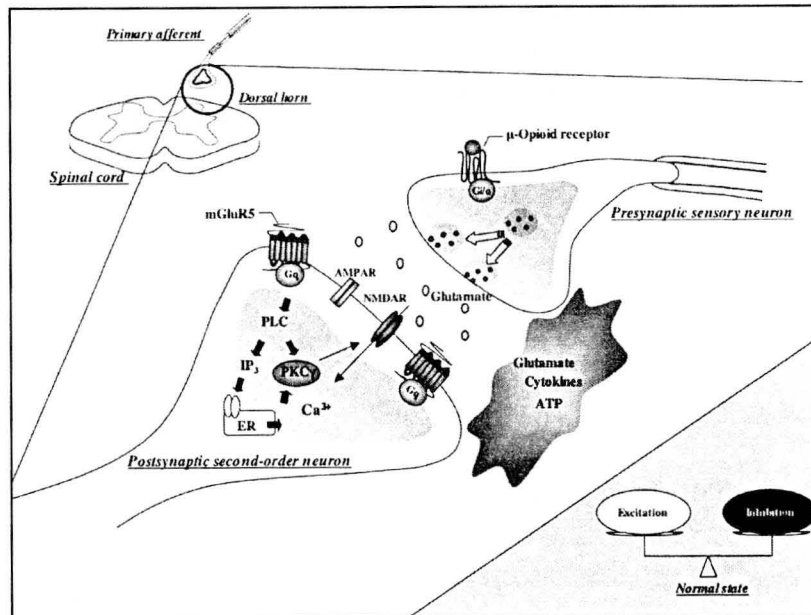 Primary afferent
Dorsal horn
Spinal cord
μ-Opioid receptor
Gi/o
Presynaptic sensory neuron
mGluR5
Gq
AMPAR
NMDAR
Glutamate
PLC
IP3
PKCγ
Ca2+
ER
Gq
Postsynaptic second-order neuron
Glutamate
Cytokines
ATP
Excitation
Inhibition
Normal state